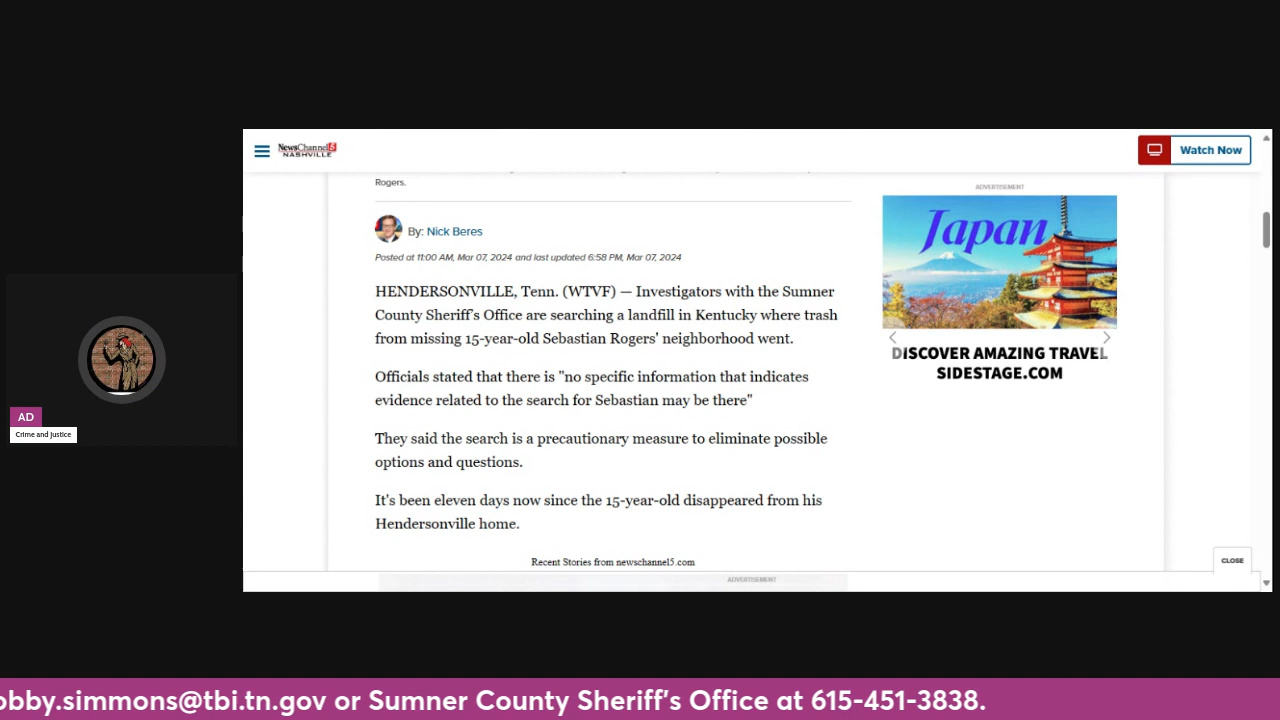 NewsChannel 5
NASHVILLE
Watch Now
Rogers.
ADVERTISEMENT
By: Nick Beres
Posted at 11:00 AM, Mar 07, 2024 and last updated 6:58 PM, Mar 07, 2024
HENDERSONVILLE, Tenn. (WTVF) — Investigators with the Sumner
County Sheriff's Office are searching a landfill in Kentucky where trash
from missing 15-year-old Sebastian Rogers' neighborhood went.
Officials stated that there is "no specific information that indicates
evidence related to the search for Sebastian may be there"
They said the search is a precautionary measure to eliminate possible
options and questions.
It's been eleven days now since the 15-year-old disappeared from his
Hendersonville home.
Recent Stories from newschannel5.com
ADVERTISEMENT
Japan
DISCOVER AMAZING TRAVEL
SIDESTAGE.COM
CLOSE
AD
Crime and Justice
obby.simmons@tbi.tn.gov or Sumner County Sheriff's Office at 615-451-3838.